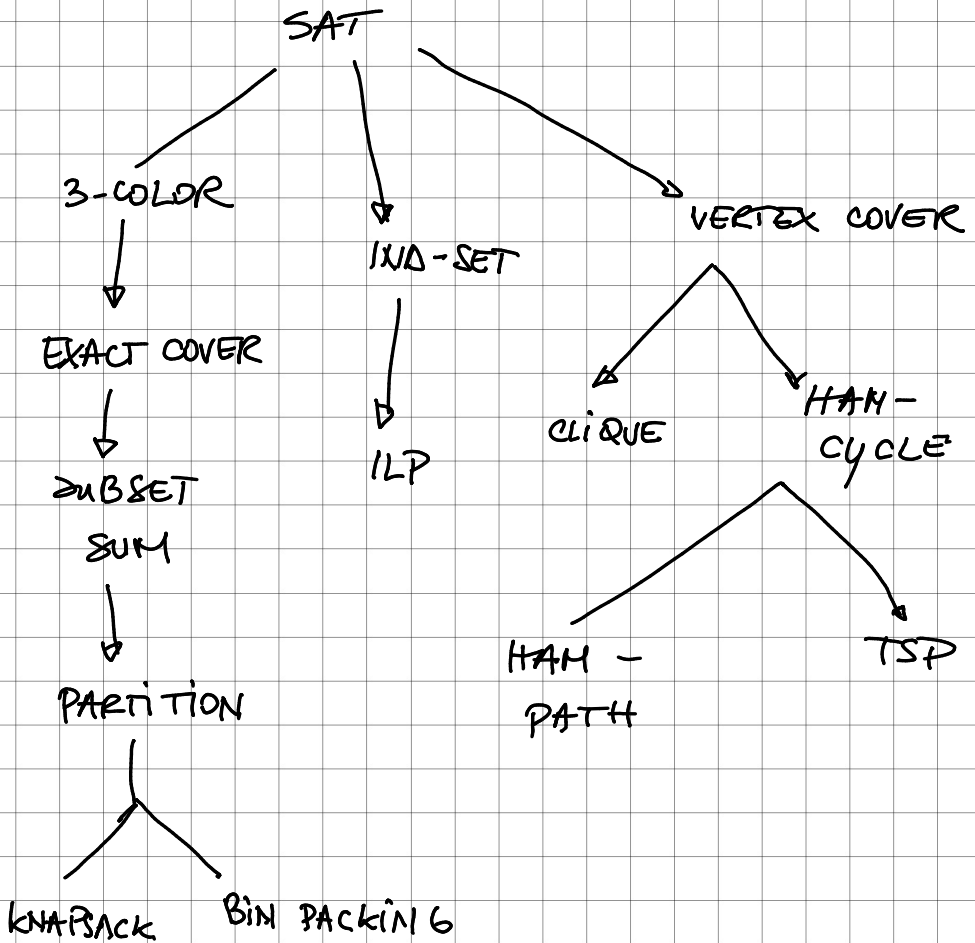 SAT
3-COLOR
VERTEX COVER
IND-SET
EXACT COVER
HAM-
CLIQUE
CYCLE
ILP
SUBSET
SUM
HAM -
TSP
PARTITION
PATH
KNAPSACK
BIN PACKING